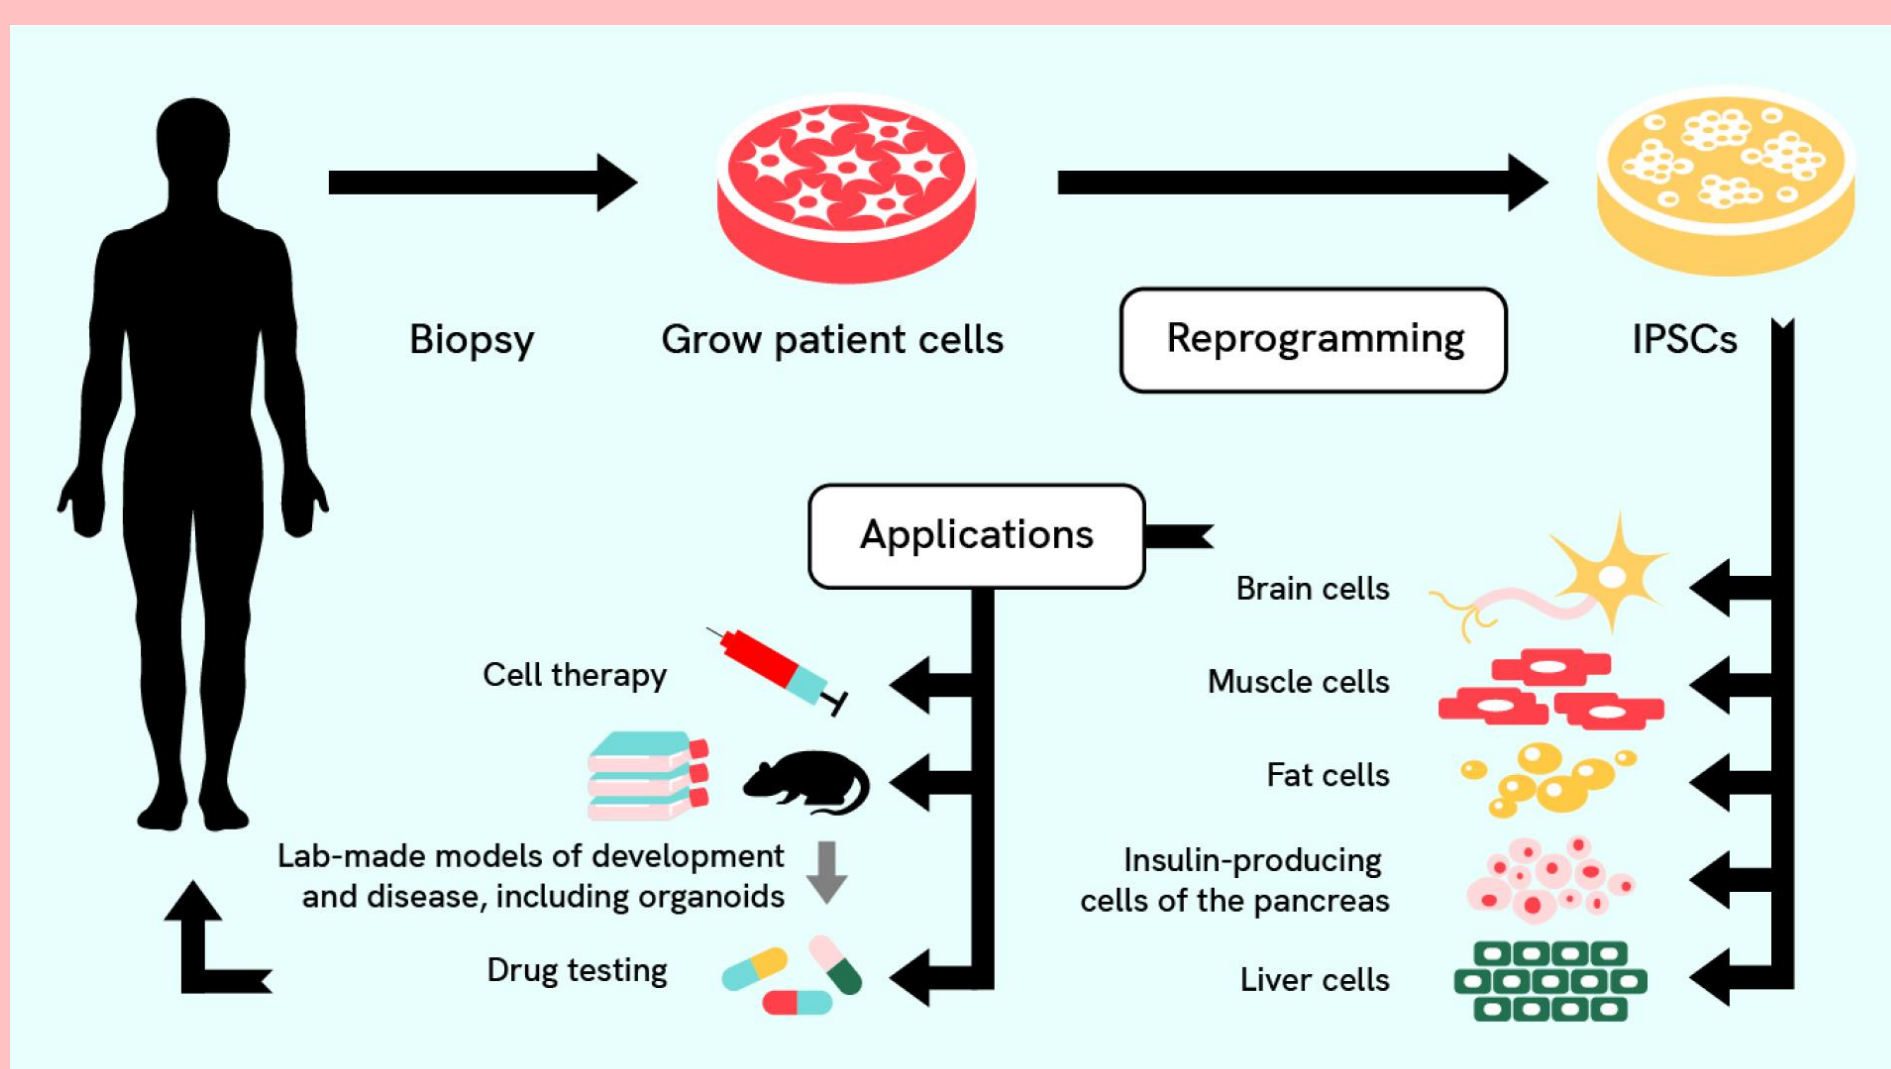 Biopsy
Grow patient cells
Reprogramming
IPSCs
Applications
Brain cells
Muscle cells
Fat cells
Insulin-producing
cells of the pancreas
Liver cells
Cell therapy
Lab-made models of development
and disease, including organoids
Drug testing